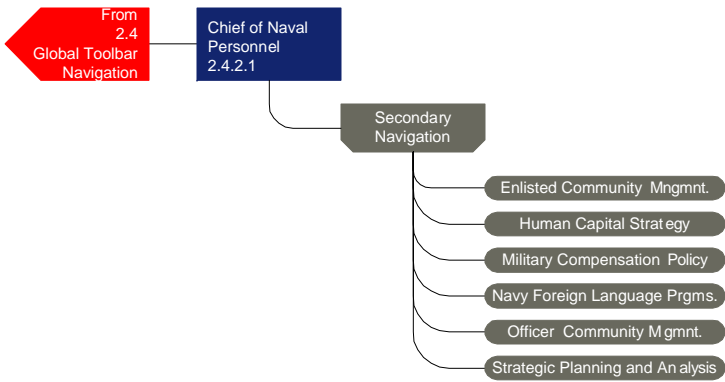 From
2.4
Global Toolbar
Navigation
Chief of Naval
Personnel
2.4.2.1
Secondary
Navigation
Enlisted Community Mngmnt.
Human Capital Strategy
Military Compensation Policy
Navy Foreign Language Prgms.
Officer Community Mgmnt.
Strategic Planning and Analysis